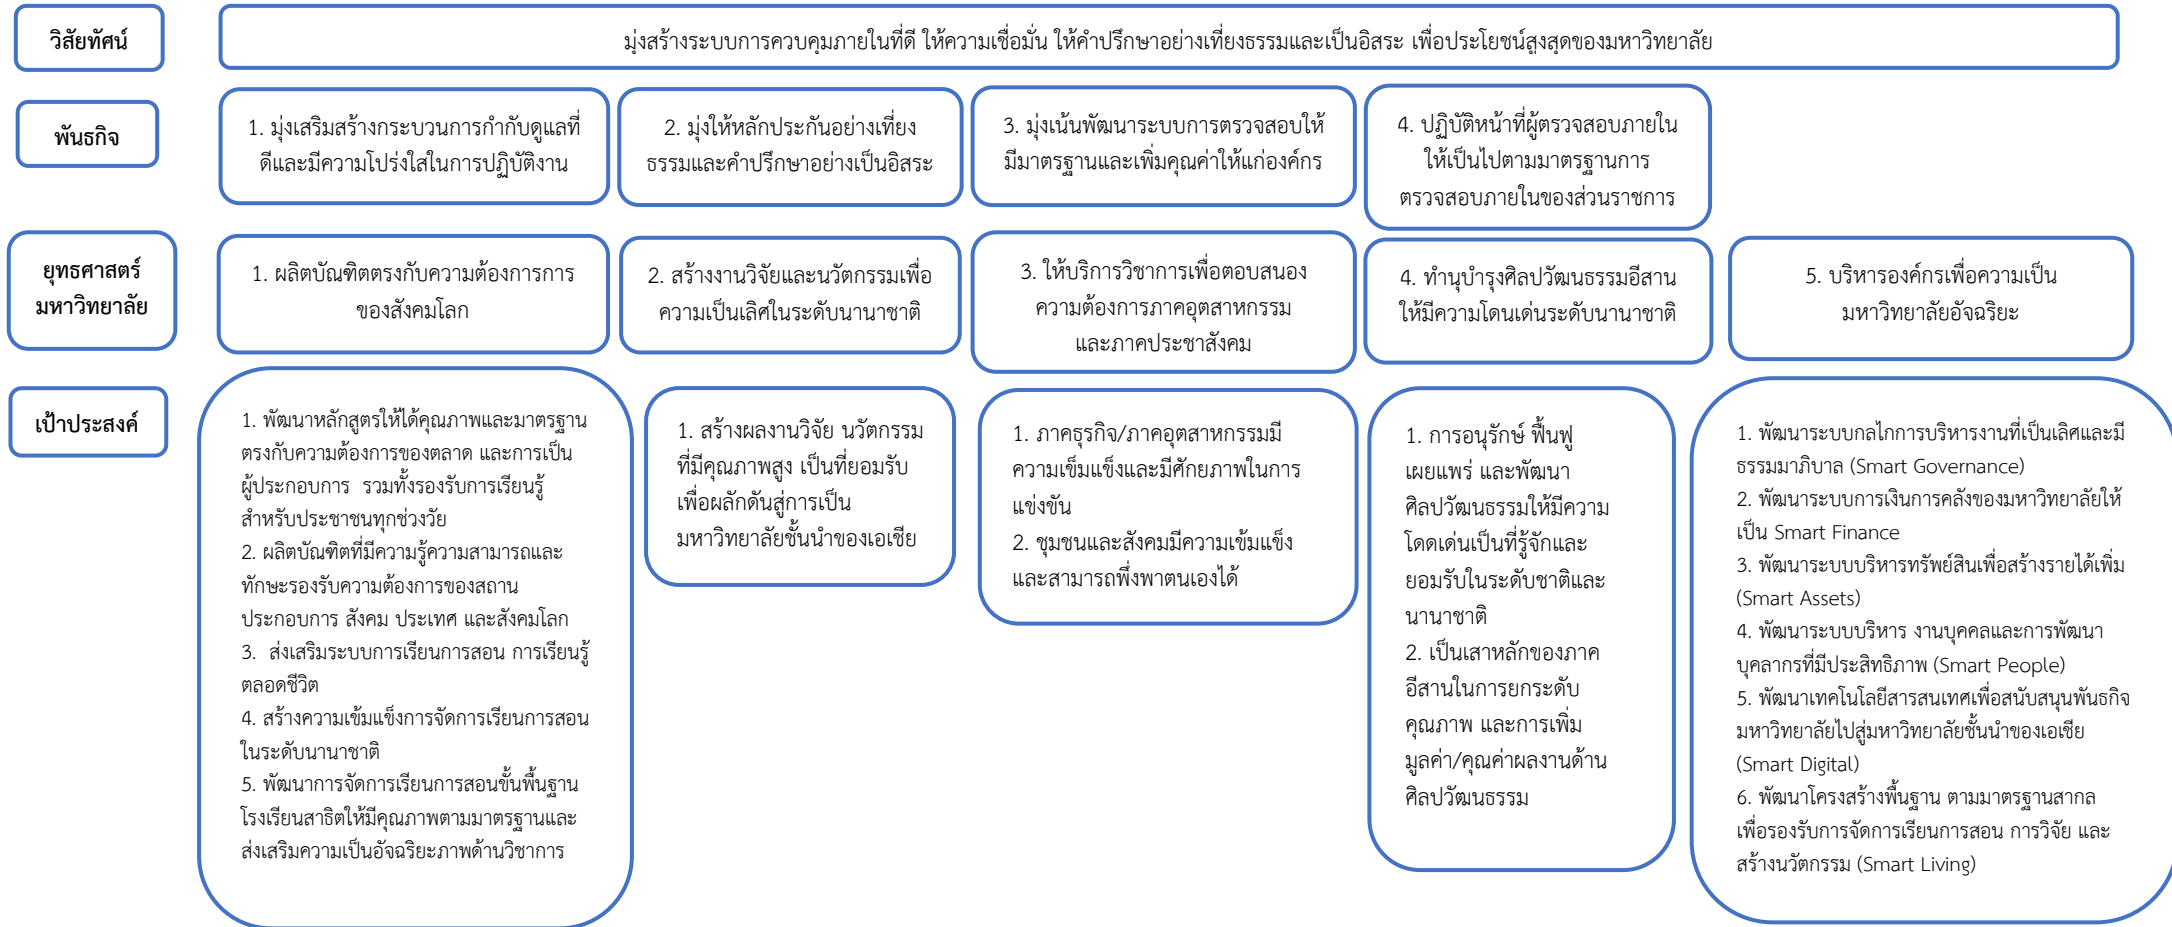 วิสัยทัศน์
มุ่งสร้างระบบการควบคุมภายในที่ดี ให้ความเชื่อมั่น ให้คำปรึกษาอย่างเที่ยงธรรมและเป็นอิสระ เพื่อประโยชน์สูงสุดของมหาวิทยาลัย
พันธกิจ
1. มุ่งเสริมสร้างกระบวนการกำกับดูแลที่
ดีและมีความโปร่งใสในการปฏิบัติงาน
2. มุ่งให้หลักประกันอย่างเที่ยง
ธรรมและคำปรึกษาอย่างเป็นอิสระ
3. มุ่งเน้นพัฒนาระบบการตรวจสอบให้
มีมาตรฐานและเพิ่มคุณค่าให้แก่องค์กร
4. ปฏิบัติหน้าที่ผู้ตรวจสอบภายใน
ให้เป็นไปตามมาตรฐานการ
ตรวจสอบภายในของส่วนราชการ
ยุทธศาสตร์
มหาวิทยาลัย
1. ผลิตบัณฑิตตรงกับความต้องการการ
ของสังคมโลก
2. สร้างงานวิจัยและนวัตกรรมเพื่อ
ความเป็นเลิศในระดับนานาชาติ
3. ให้บริการวิชาการเพื่อตอบสนอง
ความต้องการภาคอุตสาหกรรม
และภาคประชาสังคม
4. ทำนุบำรุงศิลปวัฒนธรรมอีสาน
ให้มีความโดนเด่นระดับนานาชาติ
5. บริหารองค์กรเพื่อความเป็น
มหาวิทยาลัยอัจฉริยะ
เป้าประสงค์
1. พัฒนาหลักสูตรให้ได้คุณภาพและมาตรฐาน
ตรงกับความต้องการของตลาด และการเป็น
ผู้ประกอบการ รวมทั้งรองรับการเรียนรู้
สำหรับประชาชนทุกช่วงวัย
2. ผลิตบัณฑิตที่มีความรู้ความสามารถและ
ทักษะรองรับความต้องการของสถาน
ประกอบการ สังคม ประเทศ และสังคมโลก
3. ส่งเสริมระบบการเรียนการสอน การเรียนรู้
ตลอดชีวิต
4. สร้างความเข้มแข็งการจัดการเรียนการสอน
ในระดับนานาชาติ
5. พัฒนาการจัดการเรียนการสอนขั้นพื้นฐาน
โรงเรียนสาธิตให้มีคุณภาพตามมาตรฐานและ
ส่งเสริมความเป็นอัจฉริยะภาพด้านวิชาการ
1. สร้างผลงานวิจัย นวัตกรรม
ที่มีคุณภาพสูง เป็นที่ยอมรับ
เพื่อผลักดันสู่การเป็น
มหาวิทยาลัยชั้นนำของเอเชีย
1. ภาคธุรกิจ/ภาคอุตสาหกรรมมี
ความเข็มแข็งและมีศักยภาพในการ
แข่งขัน
2. ชุมชนและสังคมมีความเข้มแข็ง
และสามารถพึ่งพาตนเองได้
1. การอนุรักษ์ ฟื้นฟู
เผยแพร่ และพัฒนา
ศิลปวัฒนธรรมให้มีความ
โดดเด่นเป็นที่รู้จักและ
ยอมรับในระดับชาติและ
นานาชาติ
2. เป็นเสาหลักของภาค
อีสานในการยกระดับ
คุณภาพ และการเพิ่ม
มูลค่า/คุณค่าผลงานด้าน
ศิลปวัฒนธรรม
1. พัฒนาระบบกลไกการบริหารงานที่เป็นเลิศและมี
ธรรมมาภิบาล (Smart Governance)
2. พัฒนาระบบการเงินการคลังของมหาวิทยาลัยให้
เป็น Smart Finance
3. พัฒนาระบบบริหารทรัพย์สินเพื่อสร้างรายได้เพิ่ม
(Smart Assets)
4. พัฒนาระบบบริหาร งานบุคคลและการพัฒนา
บุคลากรที่มีประสิทธิภาพ (Smart People)
5. พัฒนาเทคโนโลยีสารสนเทศเพื่อสนับสนุนพันธกิจ
มหาวิทยาลัยไปสู่มหาวิทยาลัยชั้นนำของเอเชีย
(Smart Digital)
6. พัฒนาโครงสร้างพื้นฐาน ตามมาตรฐานสากล
เพื่อรองรับการจัดการเรียนการสอน การวิจัย และ
สร้างนวัตกรรม (Smart Living)